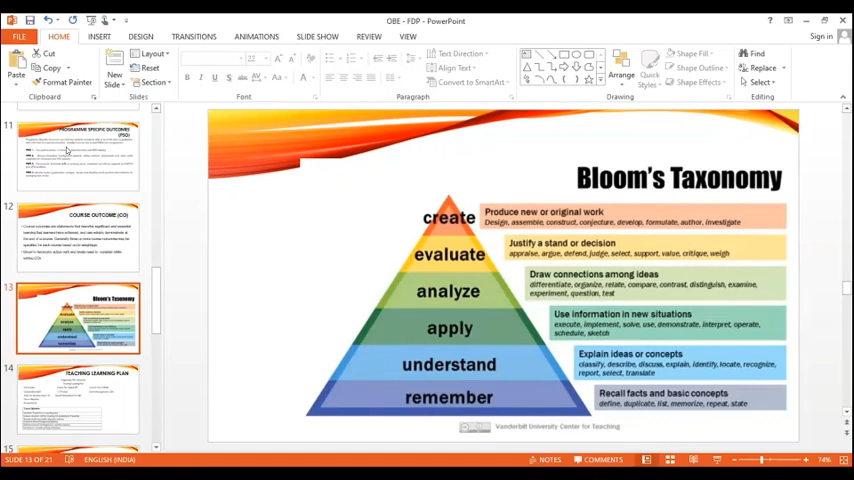 OBE - FDP - PowerPoint
FILE HOME INSERT DESIGN TRANSITIONS ANIMATIONS SLIDE SHOW REVIEW VIEW Sign in
Paste
Cut
Copy
Format Painter
Clipboard
New Slide
Layout
Reset
Section
Slides
22
Font
Paragraph
Text Direction
Align Text
Convert to SmartArt
Arrange
Quick Styles
Shape Fill
Shape Outline
Shape Effects
Drawing
Find
Replace
Select
Editing
11
PROGRAMME SPECIFIC OUTCOMES
(PSO)
12
COURSE OUTCOME (CO)
13
Bloom's Taxonomy
14
TEACHING LEARNING PLAN
15
Bloom's Taxonomy
create
Produce new or original work
Design, assemble, construct, conjecture, develop, formulate, author, investigate
evaluate
Justify a stand or decision
appraise, argue, defend, judge, select, support, value, critique, weigh
analyze
Draw connections among ideas
differentiate, organize, relate, compare, contrast, distinguish, examine,
experiment, question, test
apply
Use information in new situations
execute, implement, solve, use, demonstrate, interpret, operate,
schedule, sketch
understand
Explain ideas or concepts
classify, describe, discuss, explain, identify, locate, recognize,
report, select, translate
remember
Recall facts and basic concepts
define, duplicate, list, memorize, repeat, state
Vanderbilt University Center for Teaching
SLIDE 13 OF 21 ENGLISH (INDIA) NOTES COMMENTS 74%